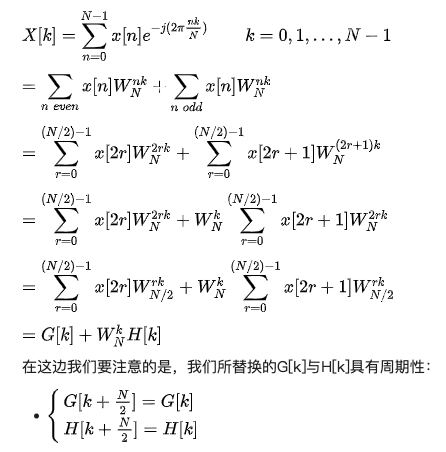 X[k] = \sum_{n=0}^{N-1} x[n]e^{-j(2\pi\frac{nk}{N})}    k = 0, 1, \ldots, N - 1
= \sum_{n\ even} x[n]W_N^{nk} + \sum_{n\ odd} x[n]W_N^{nk}
= \sum_{r=0}^{(N/2)-1} x[2r]W_N^{2rk} + \sum_{r=0}^{(N/2)-1} x[2r+1]W_N^{(2r+1)k}
= \sum_{r=0}^{(N/2)-1} x[2r]W_N^{2rk} + W_N^k \sum_{r=0}^{(N/2)-1} x[2r+1]W_N^{2rk}
= \sum_{r=0}^{(N/2)-1} x[2r]W_{N/2}^{rk} + W_N^k \sum_{r=0}^{(N/2)-1} x[2r+1]W_{N/2}^{rk}
= G[k] + W_N^k H[k]
在这边我们要注意的是，我们所替换的G[k]与H[k]具有周期性：
• { G[k + \frac{N}{2}] = G[k]
H[k + \frac{N}{2}] = H[k]